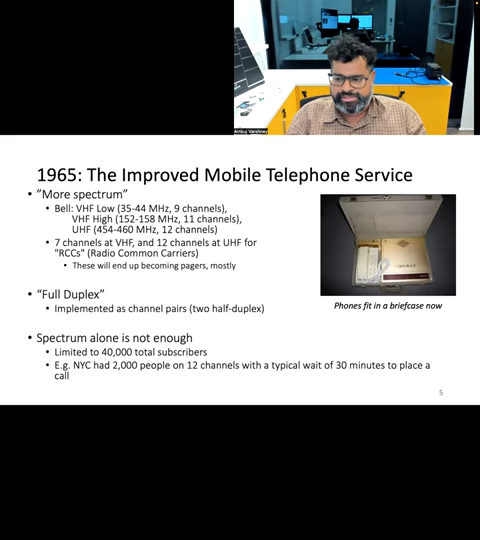 Ambuj Varshney
1965: The Improved Mobile Telephone Service
• ”More spectrum”
• Bell: VHF Low (35-44 MHz, 9 channels),
VHF High (152-158 MHz, 11 channels),
UHF (454-460 MHz, 12 channels)
• 7 channels at VHF, and 12 channels at UHF for
"RCCs” (Radio Common Carriers)
• These will end up becoming pagers, mostly
• “Full Duplex”
• Implemented as channel pairs (two half-duplex)
• Spectrum alone is not enough
• Limited to 40,000 total subscribers
• E.g. NYC had 2,000 people on 12 channels with a typical wait of 30 minutes to place a
call
Phones fit in a briefcase now
5